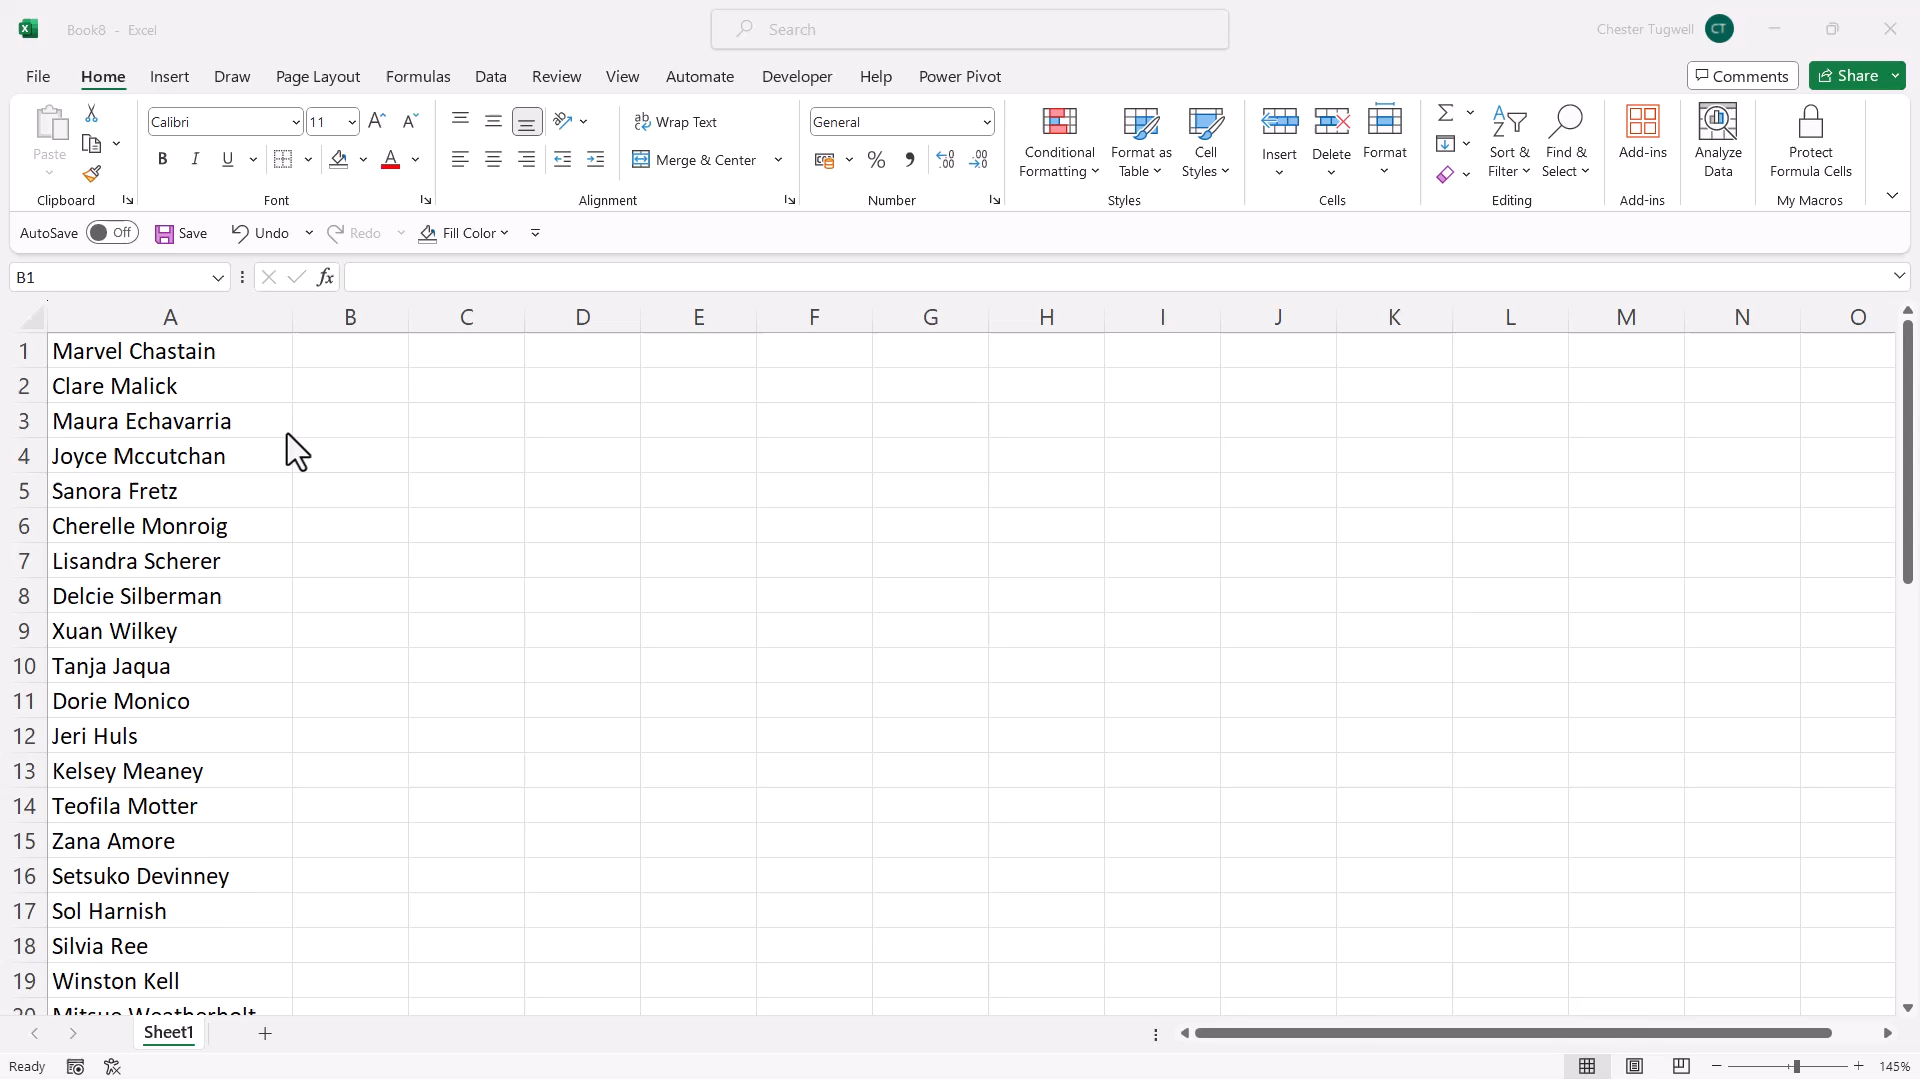 Book8 - Excel
Search
Chester Tugwell CT
File Home Insert Draw Page Layout Formulas Data Review View Automate Developer Help Power Pivot
Comments Share
Paste
Clipboard
Calibri 11
B I U A
Font
Wrap Text
Merge & Center
Alignment
General
Number
Conditional Formatting
Format as Table
Cell Styles
Styles
Insert Delete Format
Cells
Sort & Filter
Find & Select
Editing
Add-ins
Add-ins
Analyze Data
Protect Formula Cells
My Macros
AutoSave Off Save Undo Redo Fill Color
B1 fx
A B C D E F G H I J K L M N O
1 Marvel Chastain
2 Clare Malick
3 Maura Echavarria
4 Joyce Mccutchan
5 Sanora Fretz
6 Cherelle Monroig
7 Lisandra Scherer
8 Delcie Silberman
9 Xuan Wilkey
10 Tanja Jaqua
11 Dorie Monico
12 Jeri Huls
13 Kelsey Meaney
14 Teofila Motter
15 Zana Amore
16 Setsuko Devinney
17 Sol Harnish
18 Silvia Ree
19 Winston Kell
20 Mitsue Weatherholt
Sheet1
Ready 145%